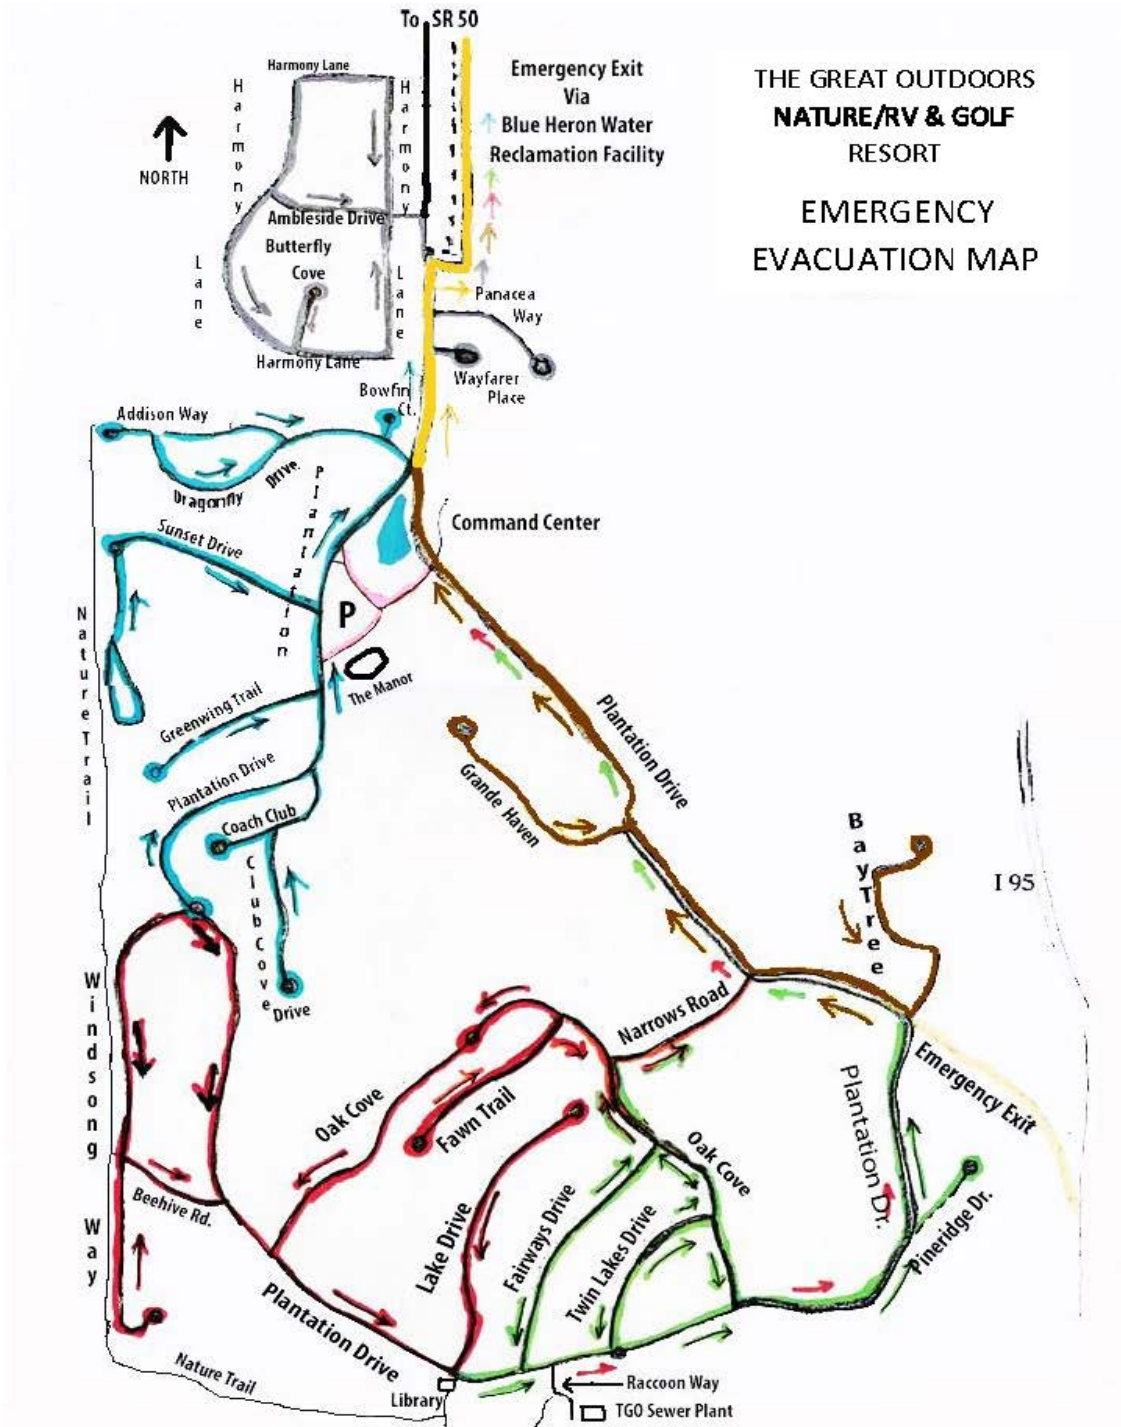 To SR 50
THE GREAT OUTDOORS
NATURE/RV & GOLF
RESORT
EMERGENCY
EVACUATION MAP
Emergency Exit
Via
Blue Heron Water
Reclamation Facility
NORTH
Harmony Lane
Harmony
Lane
Harmony
Lane
Ambleside Drive
Butterfly
Cove
Harmony Lane
Panacea
Way
Wayfarer
Place
Bowfin
Ct.
Addison Way
Dragonfly Drive
Plantation
Sunset Drive
Command Center
P
The Manor
Nature Trail
Greenwing Trail
Plantation Drive
Coach Club
Club Cove
Drive
Grande Haven
Plantation Drive
BayTree
I 95
Windsong
Way
Narrows Road
Emergency Exit
Plantation Dr.
Pineridge Dr.
Oak Cove
Fawn Trail
Oak Cove
Beehive Rd.
Lake Drive
Fairways Drive
Twin Lakes Drive
Plantation Drive
Nature Trail
Library
Raccoon Way
TGO Sewer Plant